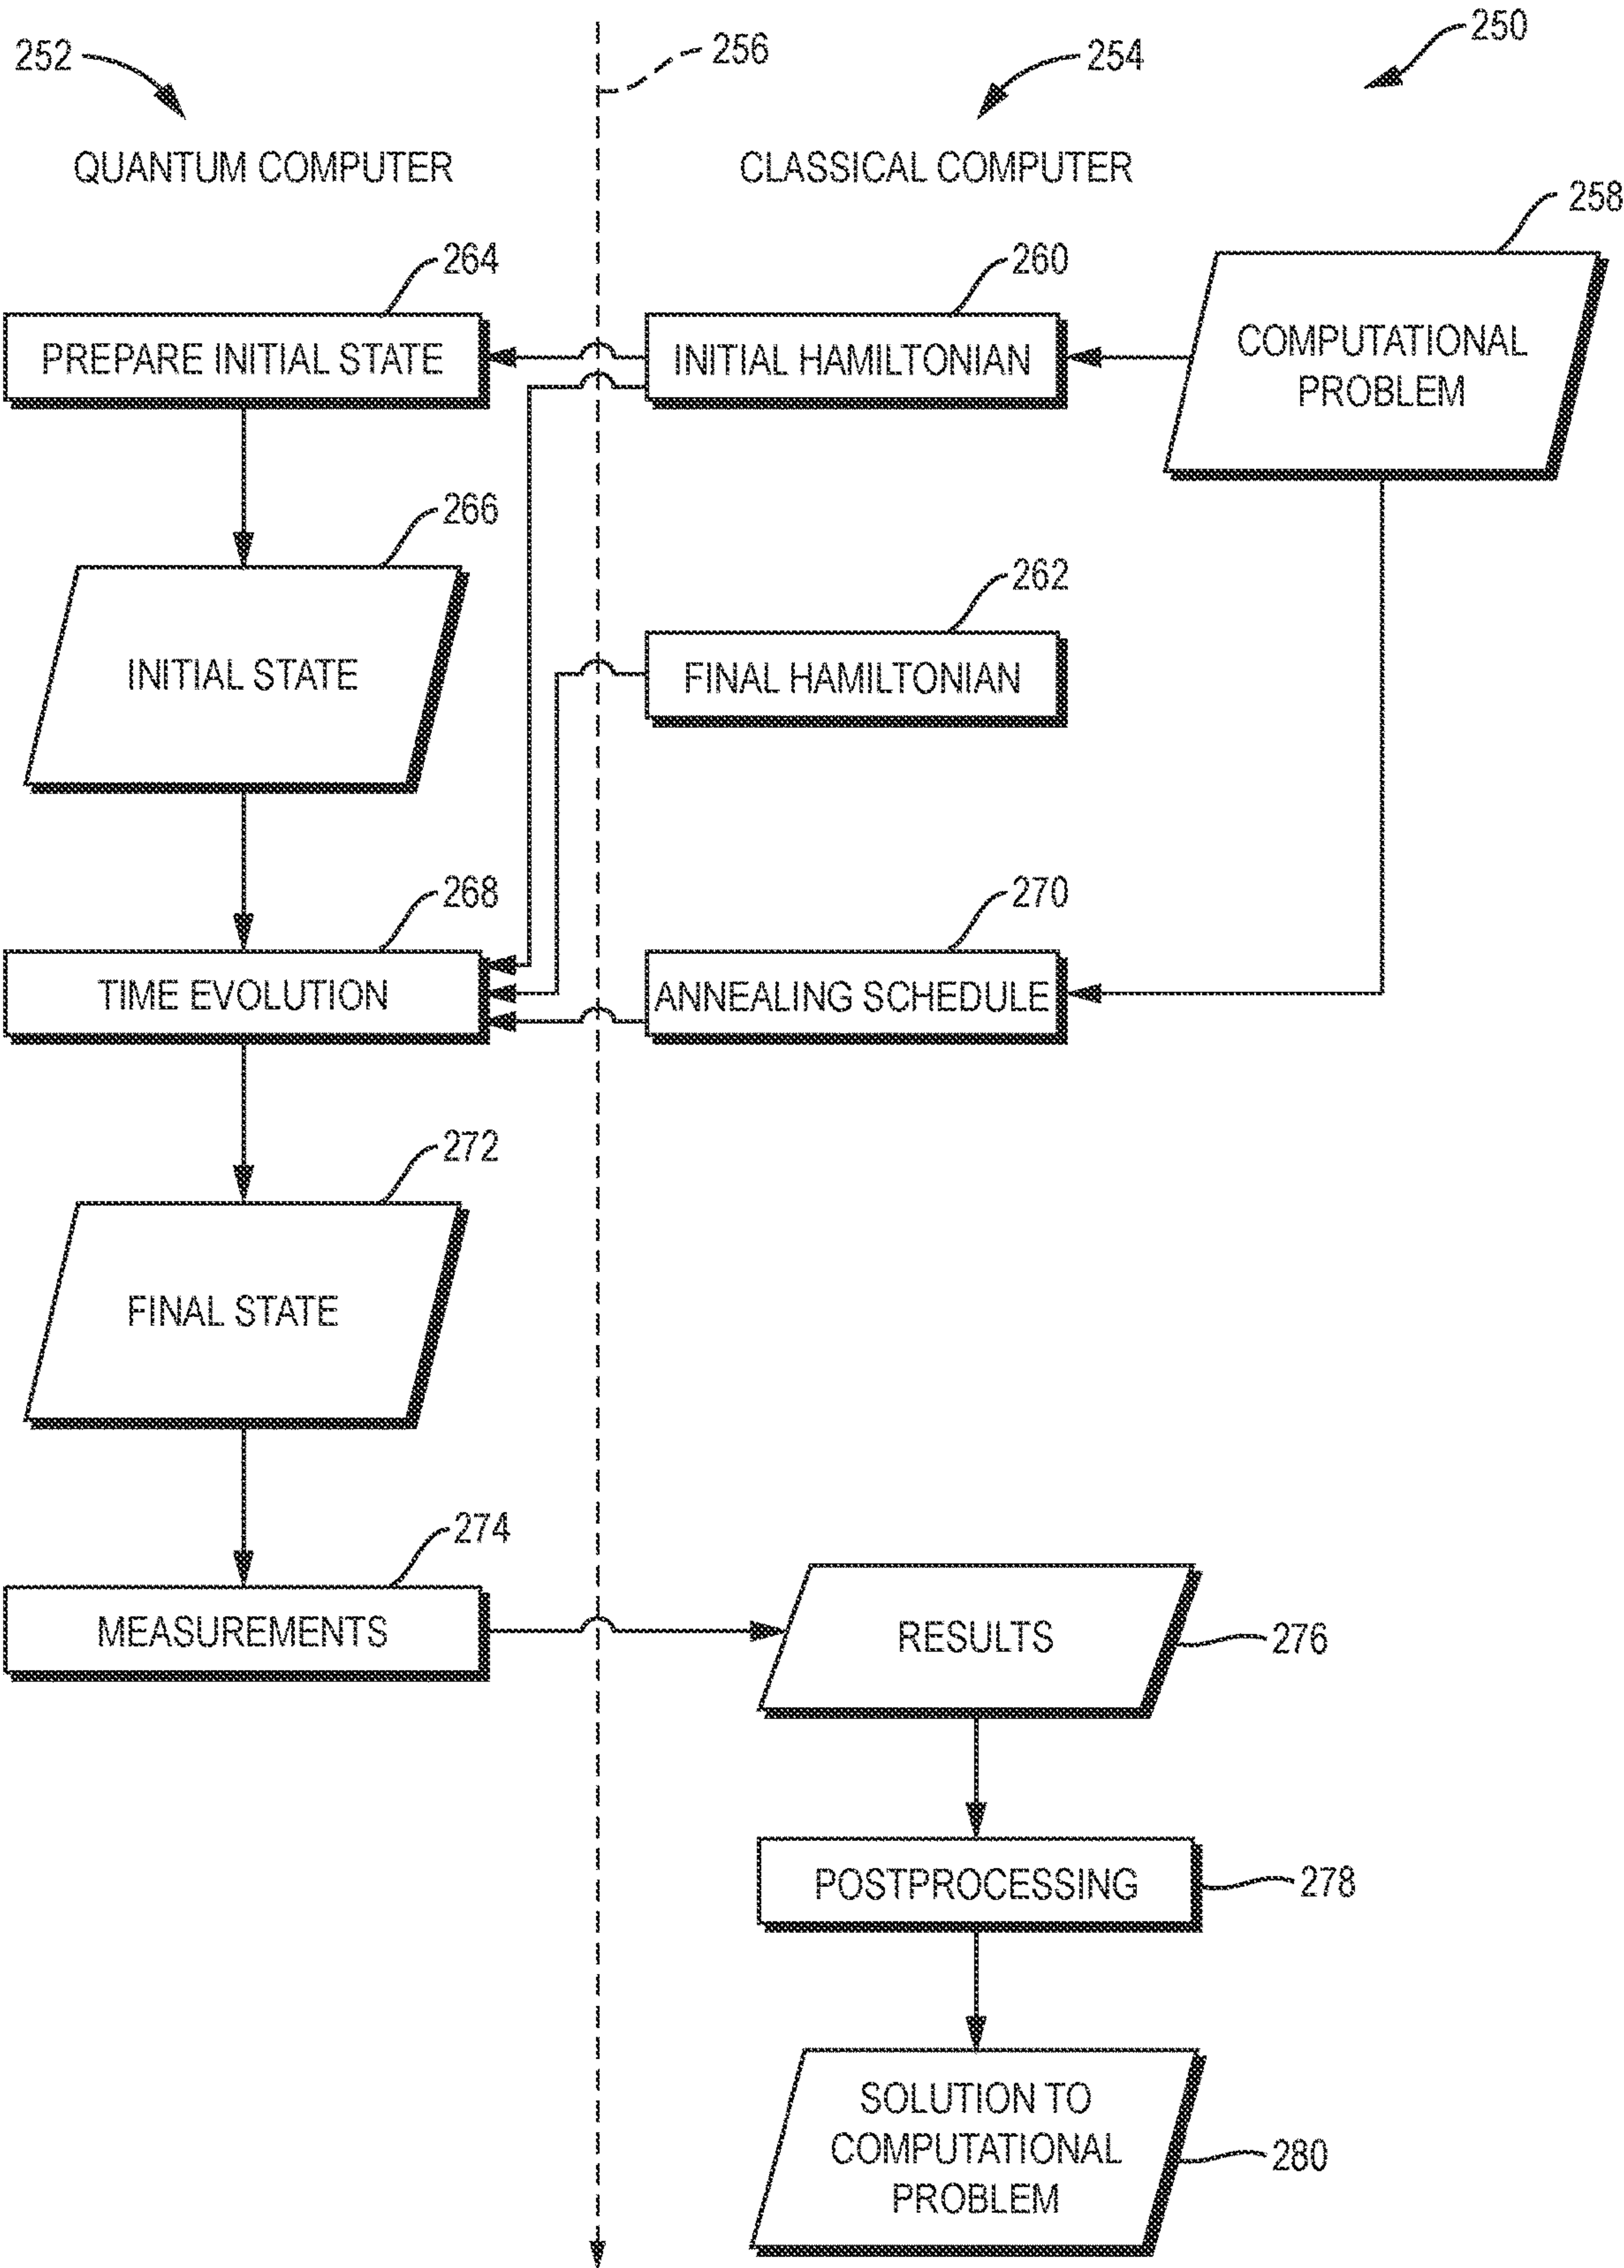 250
252
256
254
QUANTUM COMPUTER
CLASSICAL COMPUTER
258
264
260
PREPARE INITIAL STATE
INITIAL HAMILTONIAN
COMPUTATIONAL
PROBLEM
266
262
INITIAL STATE
FINAL HAMILTONIAN
268
270
TIME EVOLUTION
ANNEALING SCHEDULE
272
FINAL STATE
274
MEASUREMENTS
RESULTS
276
POSTPROCESSING
278
SOLUTION TO
COMPUTATIONAL
PROBLEM
280